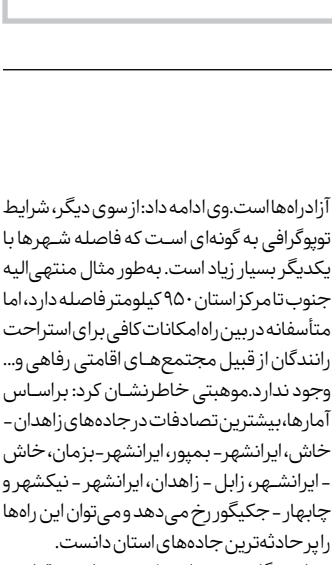 آزادراه‌ها است.وی ادامه داد:از سوی دیگر، شرایط
توپوگرافی به گونه‌ای است که فاصله شهرها با
یکدیگر بسیار زیاد است. به‌طور مثال منتهی‌الیه
جنوب تا مرکز استان ۹۵۰ کیلومتر فاصله دارد، اما
متأسفانه در بین راه امکانات کافی برای استراحت
رانندگان از قبیل مجتمع‌های اقامتی رفاهی و...
وجود ندارد.موهبتی خاطرنشان کرد: براساس
آمارها، بیشترین تصادفات در جاده‌های زاهدان -
خاش، ایرانشهر- بمپور، ایرانشهر-بزمان، خاش
- ایرانشهر، زابل - زاهدان، ایرانشهر - نیکشهر و
چابهار - جکیگور رخ می‌دهد و می‌توان این راه‌ها
را پر حادثه‌ترین جاده‌های استان دانست.